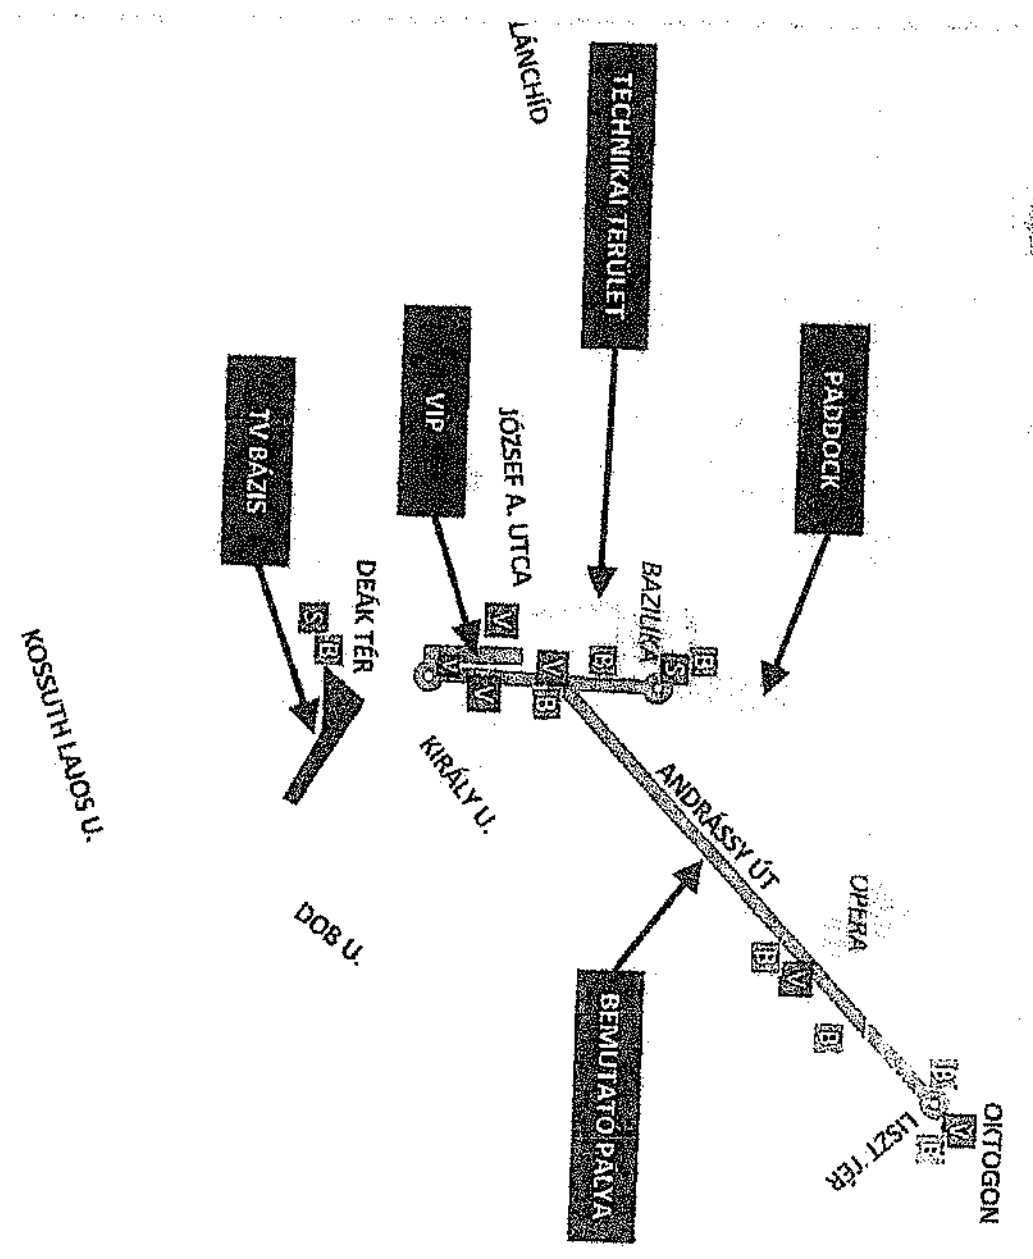 LÁNCHÍD
TECHNIKAI TERÜLET
PADDOCK
VIP
TV BÁZIS
JÓZSEF A. UTCA
BAZILIKA
DEÁK TÉR
S
B
V
V
V
V
B
B
S
B
KIRÁLY U.
KOSSUTH LAJOS U.
DOB U.
ANDRÁSSY ÚT
OPERA
B
V
B
BEMUTATÓ PÁLYA
B
V
B
LISZT TÉR
OKTOGON